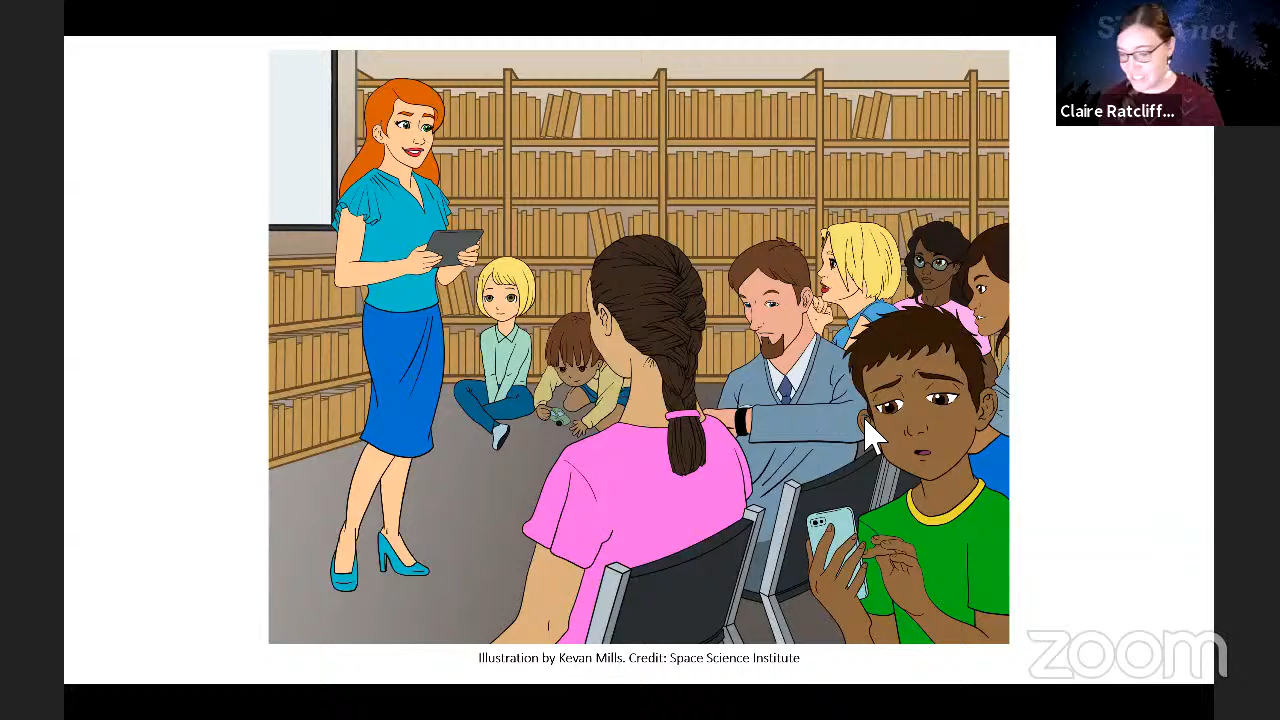 Claire Ratcliff...
Illustration by Kevan Mills. Credit: Space Science Institute
zoom